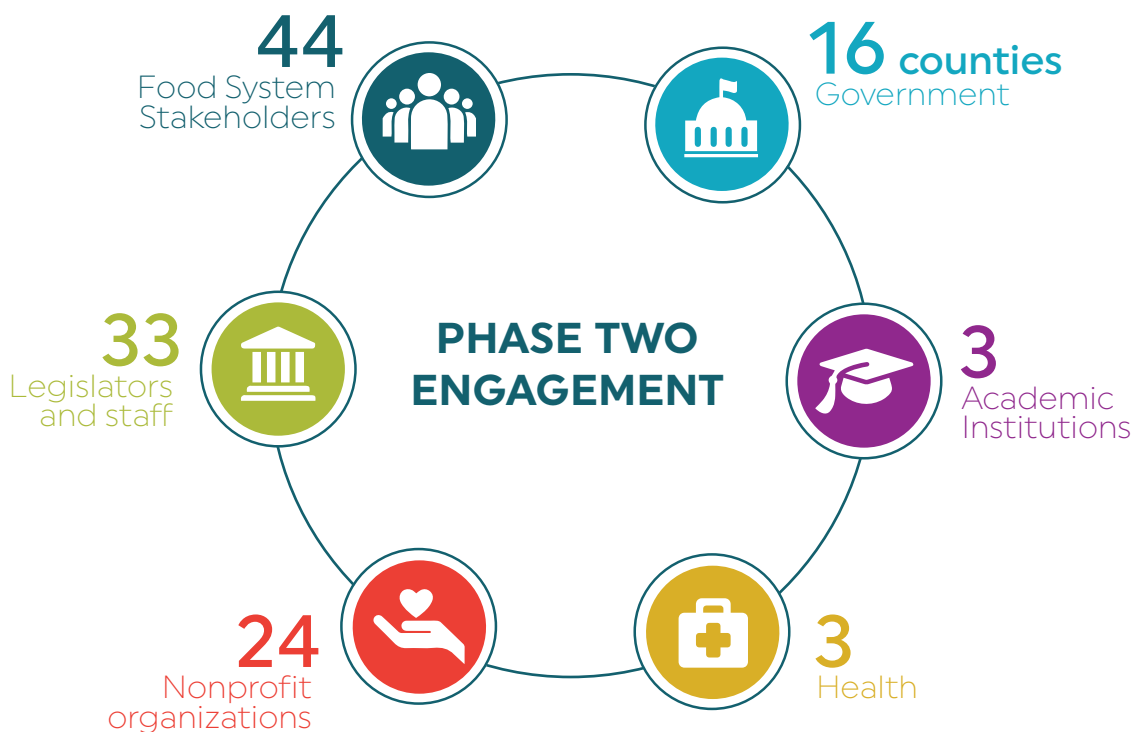 44
Food System
Stakeholders
16 counties
Government
33
Legislators
and staff
PHASE TWO
ENGAGEMENT
3
Academic
Institutions
24
Nonprofit
organizations
3
Health